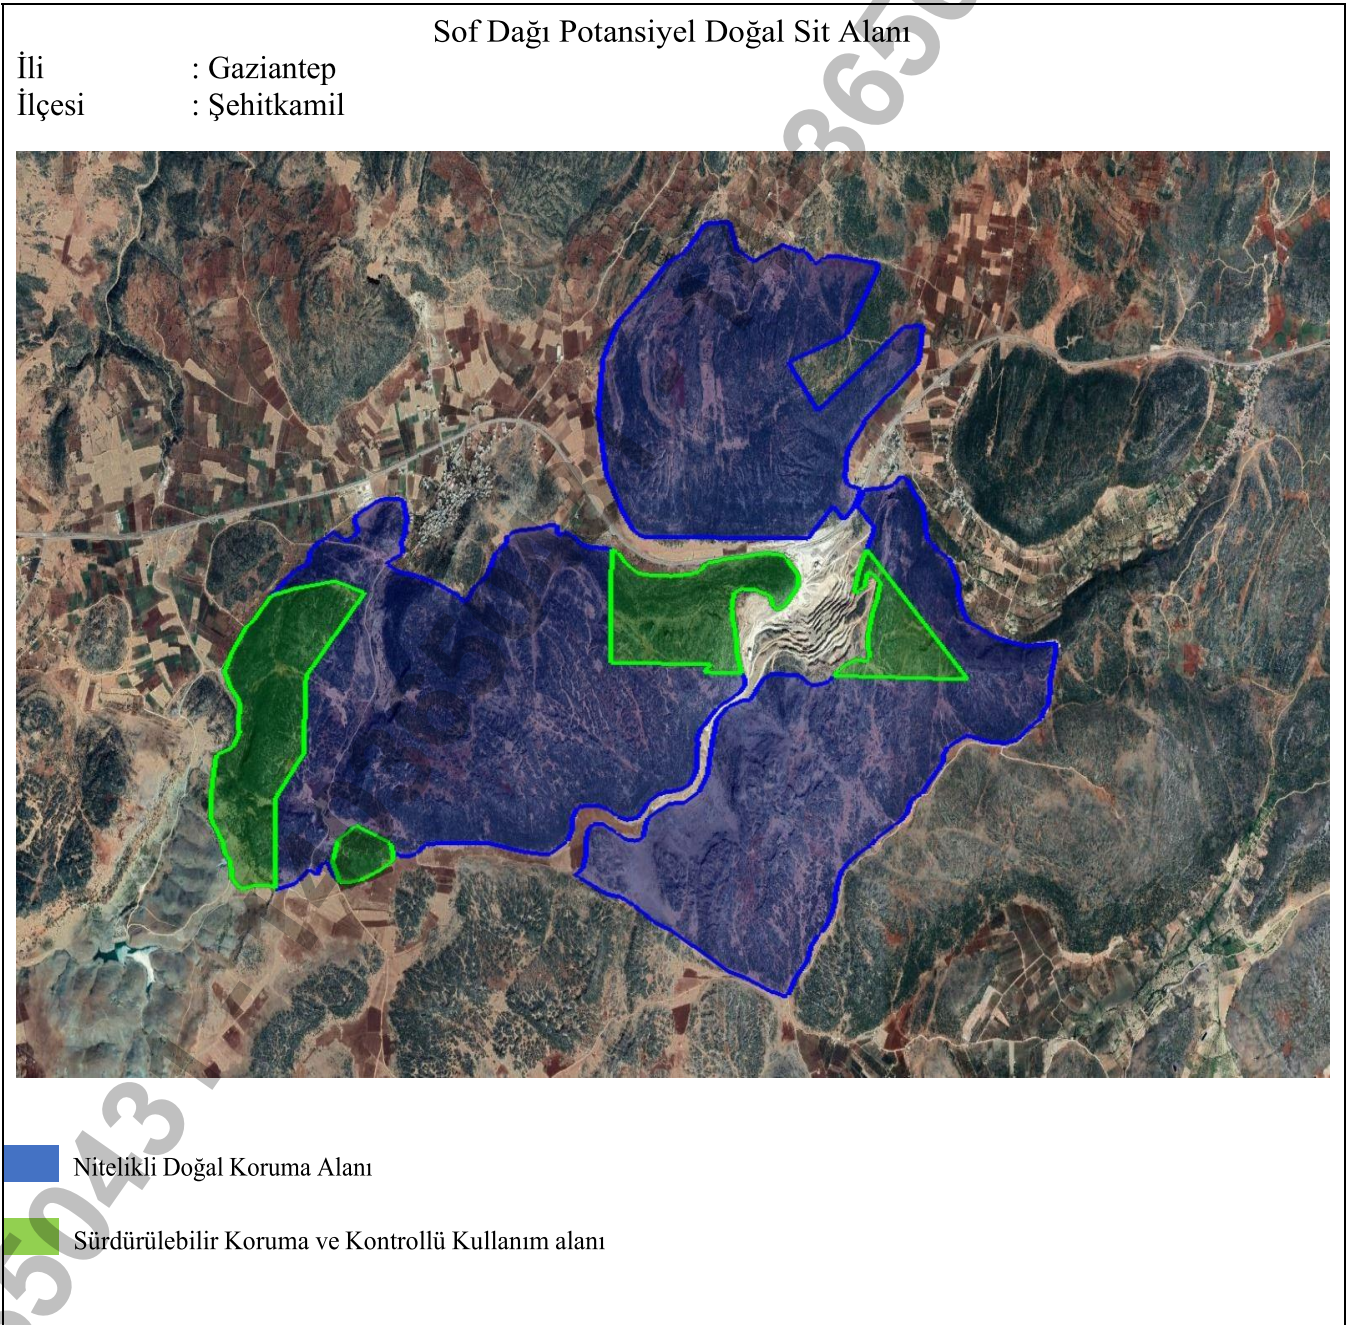 Sof Dağı Potansiyel Doğal Sit Alanı
İli : Gaziantep
İlçesi : Şehitkamil
Nitelikli Doğal Koruma Alanı
Sürdürülebilir Koruma ve Kontrollü Kullanım alanı